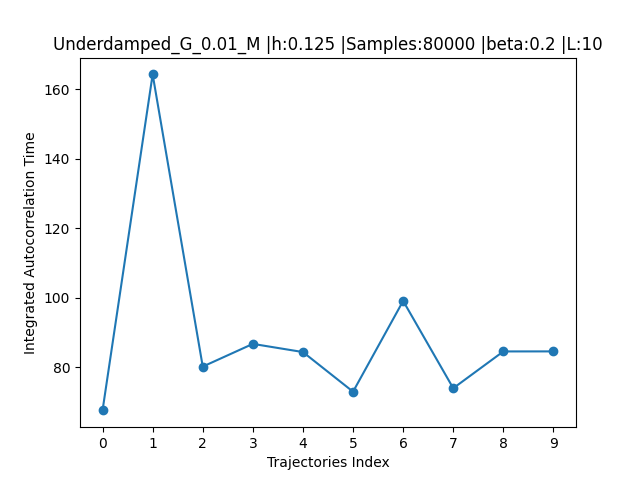 Underdamped_G_0.01_M |h:0.125 |Samples:80000 |beta:0.2 |L:10
Integrated Autocorrelation Time
160
140
120
100
80
0 1 2 3 4 5 6 7 8 9
Trajectories Index